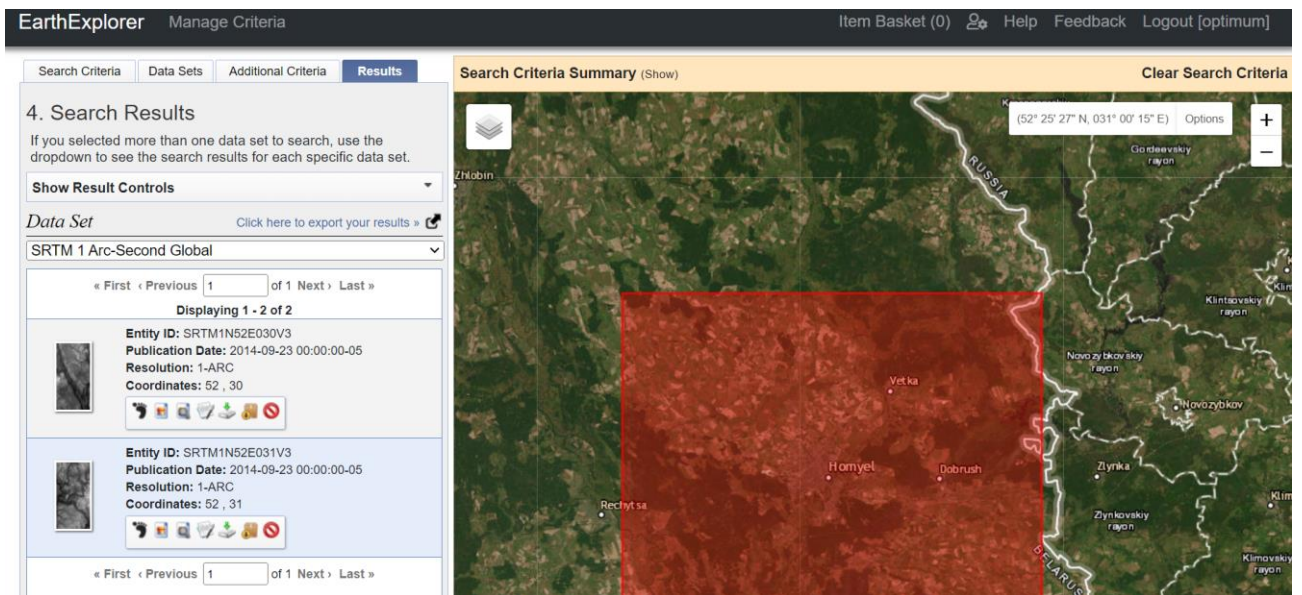 EarthExplorer Manage Criteria Item Basket (0) Help Feedback Logout [optimum]
Search Criteria Data Sets Additional Criteria Results
4. Search Results
If you selected more than one data set to search, use the
dropdown to see the search results for each specific data set.
Show Result Controls
Data Set Click here to export your results »
SRTM 1 Arc-Second Global
« First ‹ Previous 1 of 1 Next › Last »
Displaying 1 - 2 of 2
Entity ID: SRTM1N52E030V3
Publication Date: 2014-09-23 00:00:00-05
Resolution: 1-ARC
Coordinates: 52 , 30
Entity ID: SRTM1N52E031V3
Publication Date: 2014-09-23 00:00:00-05
Resolution: 1-ARC
Coordinates: 52 , 31
« First ‹ Previous 1 of 1 Next › Last »
Search Criteria Summary (Show) Clear Search Criteria
(52° 25' 27" N, 031° 00' 15" E) Options
+
−
Gordeevskiy
rayon
Zhlobin
RUSSIA
Klintsovskiy
rayon
Novozybkovskiy
rayon
Vetka
Novozybkov
Homyel
Dobrush
Zlynka
Rechytsa
Zlynkovskiy
rayon
Klimovskiy
rayon
BELARUS